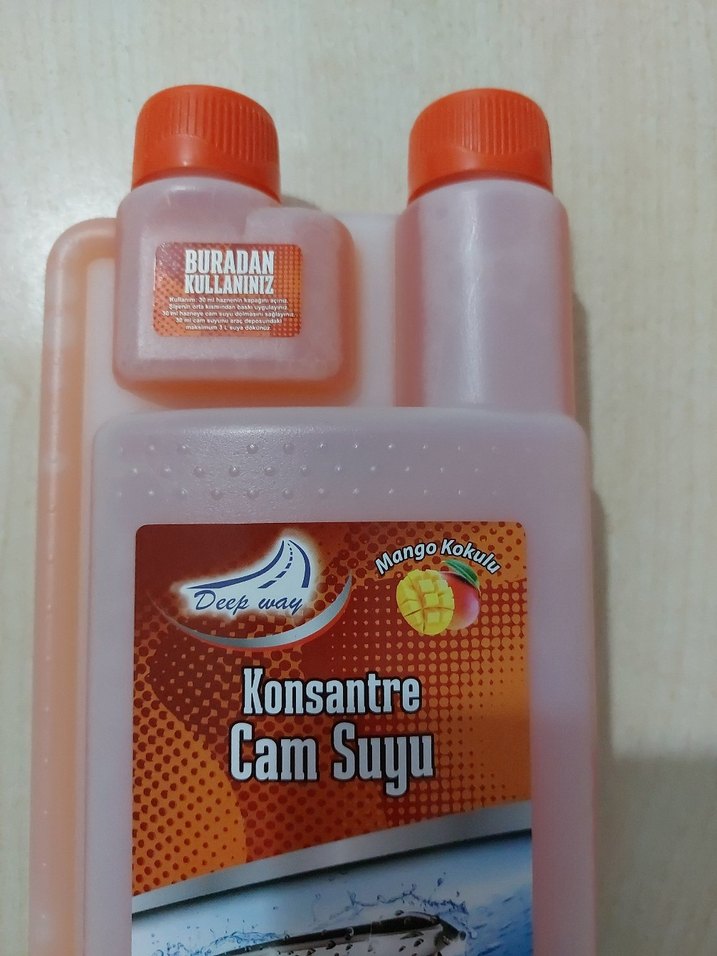 BURADAN
KULLANINIZ
Kullanım: 30 ml haznenin kapağını açınız.
Şişenin orta kısmından baskı uygulayınız.
30 ml hazneye cam suyu dolmasını sağlayınız.
30 ml cam suyunu araç deposundaki
maksimum 3 L suya dökünüz.
Deep way
Mango Kokulu
Konsantre
Cam Suyu